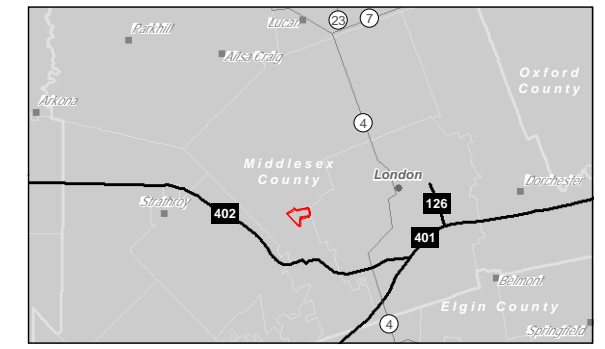 Lucan
23
7
Parkhill
Ailsa Craig
Oxford
County
Arkona
4
Middlesex
County
London
Dorchester
Strathroy
402
126
401
Belmont
Elgin County
4
Springfield